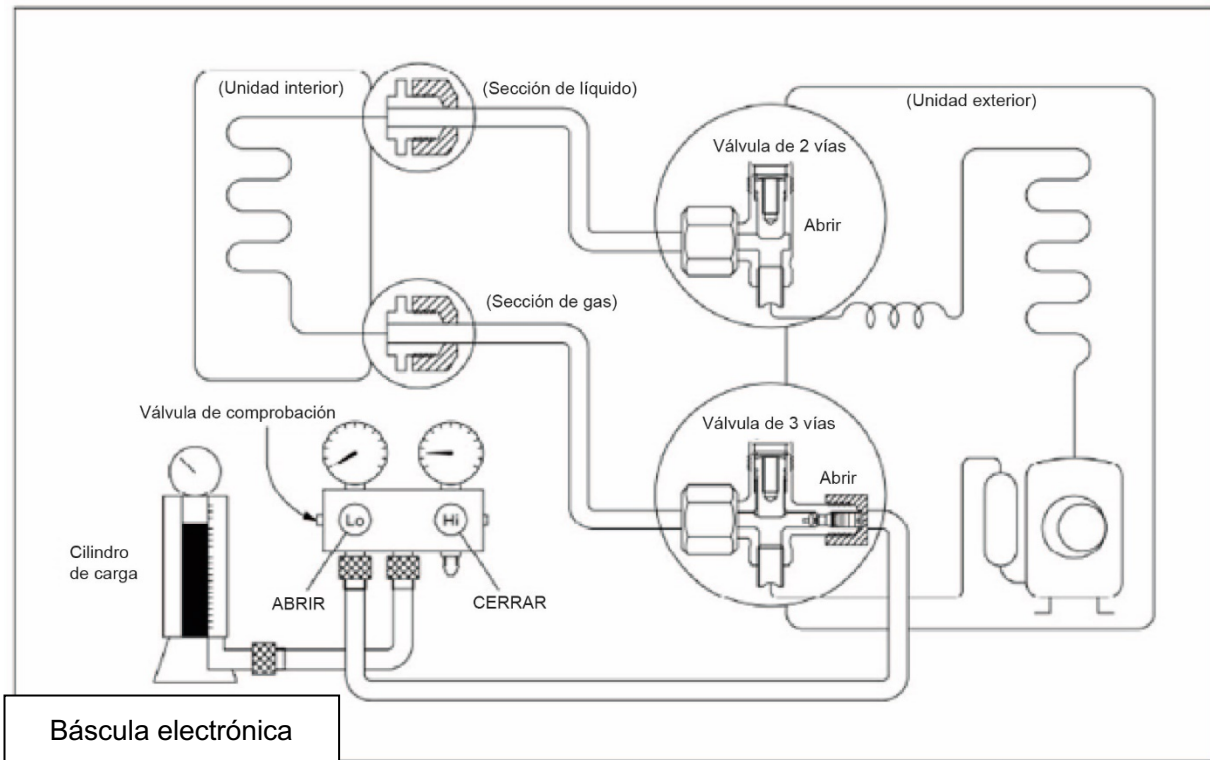 (Unidad interior)
(Sección de líquido)
(Unidad exterior)
Válvula de 2 vías
Abrir
(Sección de gas)
Válvula de comprobación
Válvula de 3 vías
Abrir
Lo
Hi
Cilindro
de carga
ABRIR
CERRAR
Báscula electrónica